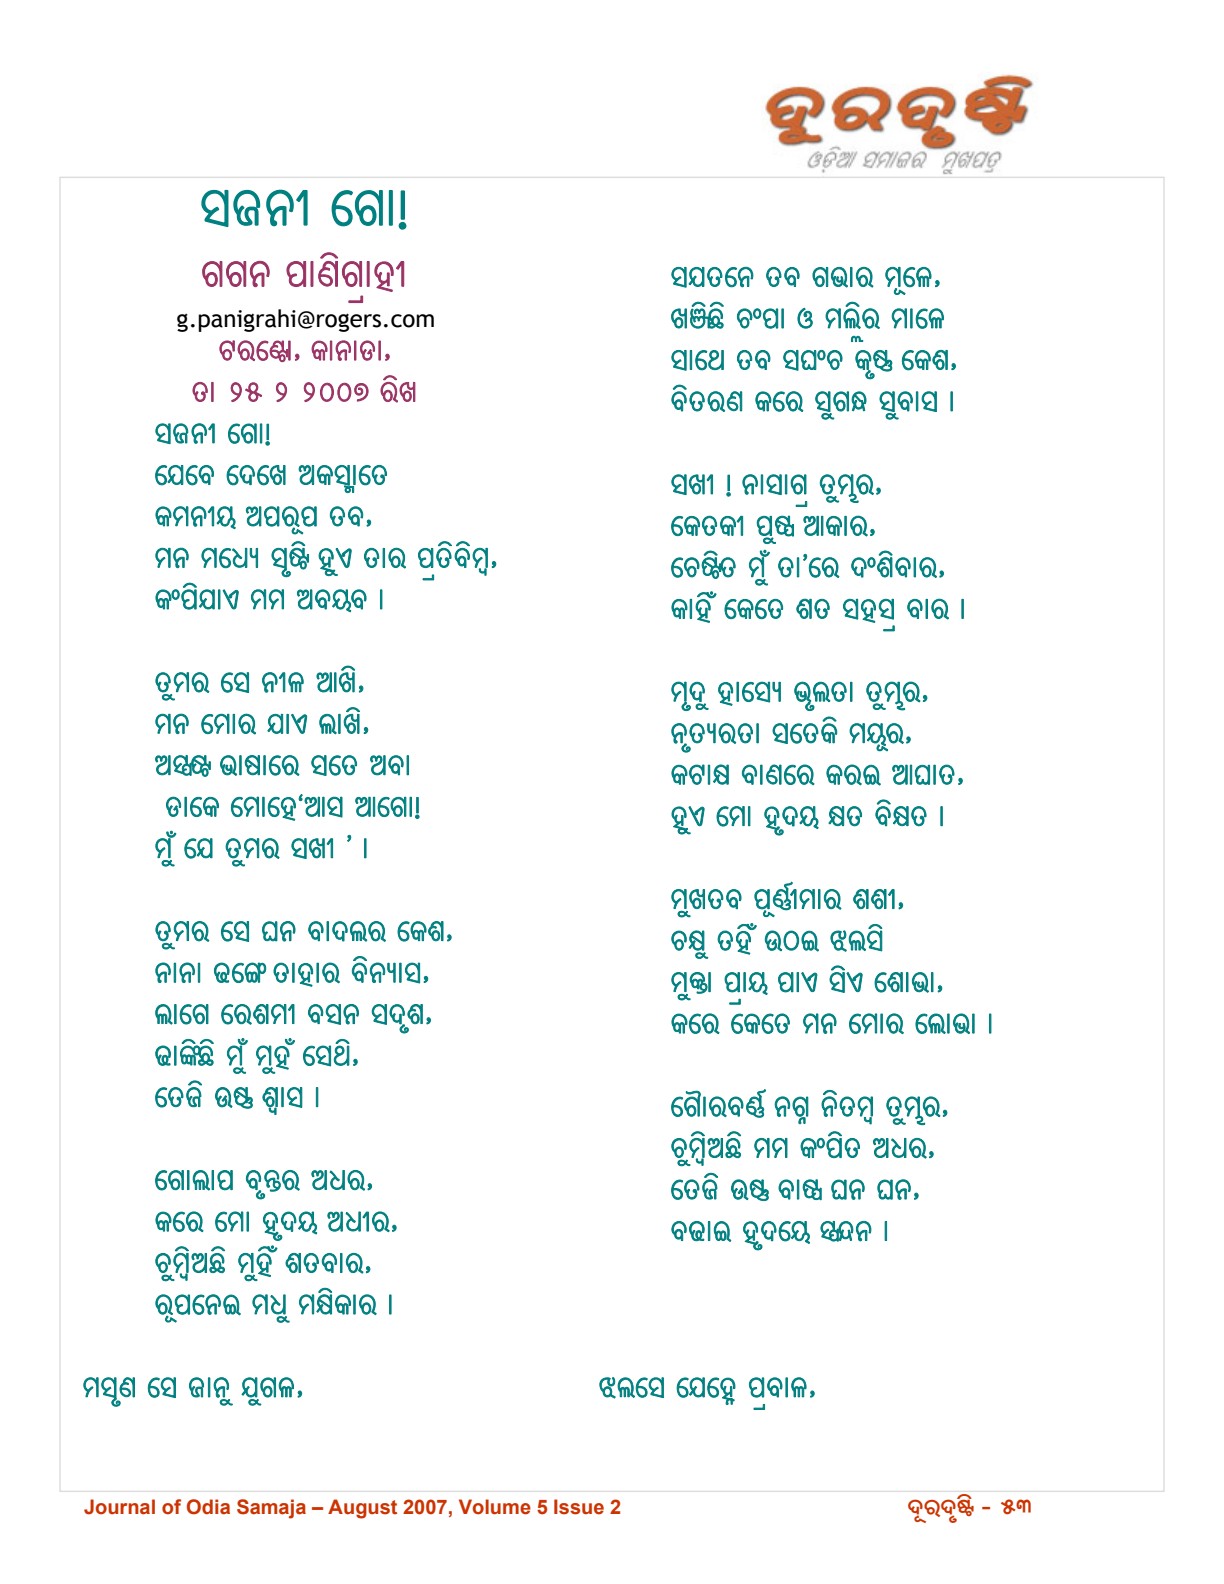 ଦୁରଦୃଷ୍ଟି
ଓଡ଼ିଆ ସମାଜର ମୁଖପତ୍ର
ସଜନୀ ଗୋ!
ଗଗନ ପାଣିଗ୍ରାହୀ
g.panigrahi@rogers.com
ଟରଣ୍ଟୋ, କାନାଡା,
ତା ୨୫ ୨ ୨୦୦୭ ରିଖ
ସଜନୀ ଗୋ!
ଯେବେ ଦେଖେ ଅକସ୍ମାତେ
କମନୀୟ ଅପରୂପ ତବ,
ମନ ମଧ୍ୟେ ସୃଷ୍ଟି ହୁଏ ତାର ପ୍ରତିବିମ୍ବ,
କଂପିଯାଏ ମମ ଅବୟବ ।
ତୁମର ସେ ନୀଳ ଆଖି,
ମନ ମୋର ଯାଏ ଲାଖି,
ଅସ୍ପଷ୍ଟ ଭାଷାରେ ସତେ ଅବା
ଡାକେ ମୋହେ‘ଆସ ଆଗୋ!
ମୁଁ ଯେ ତୁମର ସଖୀ ’ ।
ତୁମର ସେ ଘନ ବାଦଲର କେଶ,
ନାନା ଢଙ୍ଗେ ତାହାର ବିନ୍ୟାସ,
ଲାଗେ ରେଶମୀ ବସନ ସଦୃଶ,
ଢାଙ୍କିଛି ମୁଁ ମୁହଁ ସେଥି,
ତେଜି ଉଷ୍ଣ ଶ୍ୱାସ ।
ଗୋଲାପ ବୃନ୍ତର ଅଧର,
କରେ ମୋ ହୃଦୟ ଅଧୀର,
ଚୁମ୍ବିଅଛି ମୁହିଁ ଶତବାର,
ରୂପନେଇ ମଧୁ ମକ୍ଷିକାର ।
ସଯତନେ ତବ ଗଭାର ମୂଳେ,
ଖଞ୍ଜିଛି ଚଂପା ଓ ମଲ୍ଲିର ମାଳେ
ସାଥେ ତବ ସଘଂଚ କୃଷ୍ଣ କେଶ,
ବିତରଣ କରେ ସୁଗନ୍ଧ ସୁବାସ ।
ସଖୀ ! ନାସାଗ୍ର ତୁମ୍ଭର,
କେତକୀ ପୁଷ୍ପ ଆକାର,
ଚେଷ୍ଟିତ ମୁଁ ତା’ରେ ଦଂଶିବାର,
କାହିଁ କେତେ ଶତ ସହସ୍ର ବାର ।
ମୃଦୁ ହାସ୍ୟେ ଭୃଲତା ତୁମ୍ଭର,
ନୃତ୍ୟରତା ସତେକି ମୟୂର,
କଟାକ୍ଷ ବାଣରେ କରଇ ଆଘାତ,
ହୁଏ ମୋ ହୃଦୟ କ୍ଷତ ବିକ୍ଷତ ।
ମୁଖତବ ପୂର୍ଣ୍ଣୀମାର ଶଶୀ,
ଚକ୍ଷୁ ତହିଁ ଉଠଇ ଝଲସି
ମୁକ୍ତା ପ୍ରାୟ ପାଏ ସିଏ ଶୋଭା,
କରେ କେତେ ମନ ମୋର ଲୋଭା ।
ଗୌରବର୍ଣ୍ଣ ନଗ୍ନ ନିତମ୍ବ ତୁମ୍ଭର,
ଚୁମ୍ବିଅଛି ମମ କଂପିତ ଅଧର,
ତେଜି ଉଷ୍ଣ ବାଷ୍ପ ଘନ ଘନ,
ବଢାଇ ହୃଦୟେ ସ୍ପନ୍ଦନ ।
ମସୃଣ ସେ ଜାନୁ ଯୁଗଳ,
ଝଲସେ ଯେହ୍ନେ ପ୍ରବାଳ,
Journal of Odia Samaja – August 2007, Volume 5 Issue 2
ଦୂରଦୃଷ୍ଟି - ୫୩